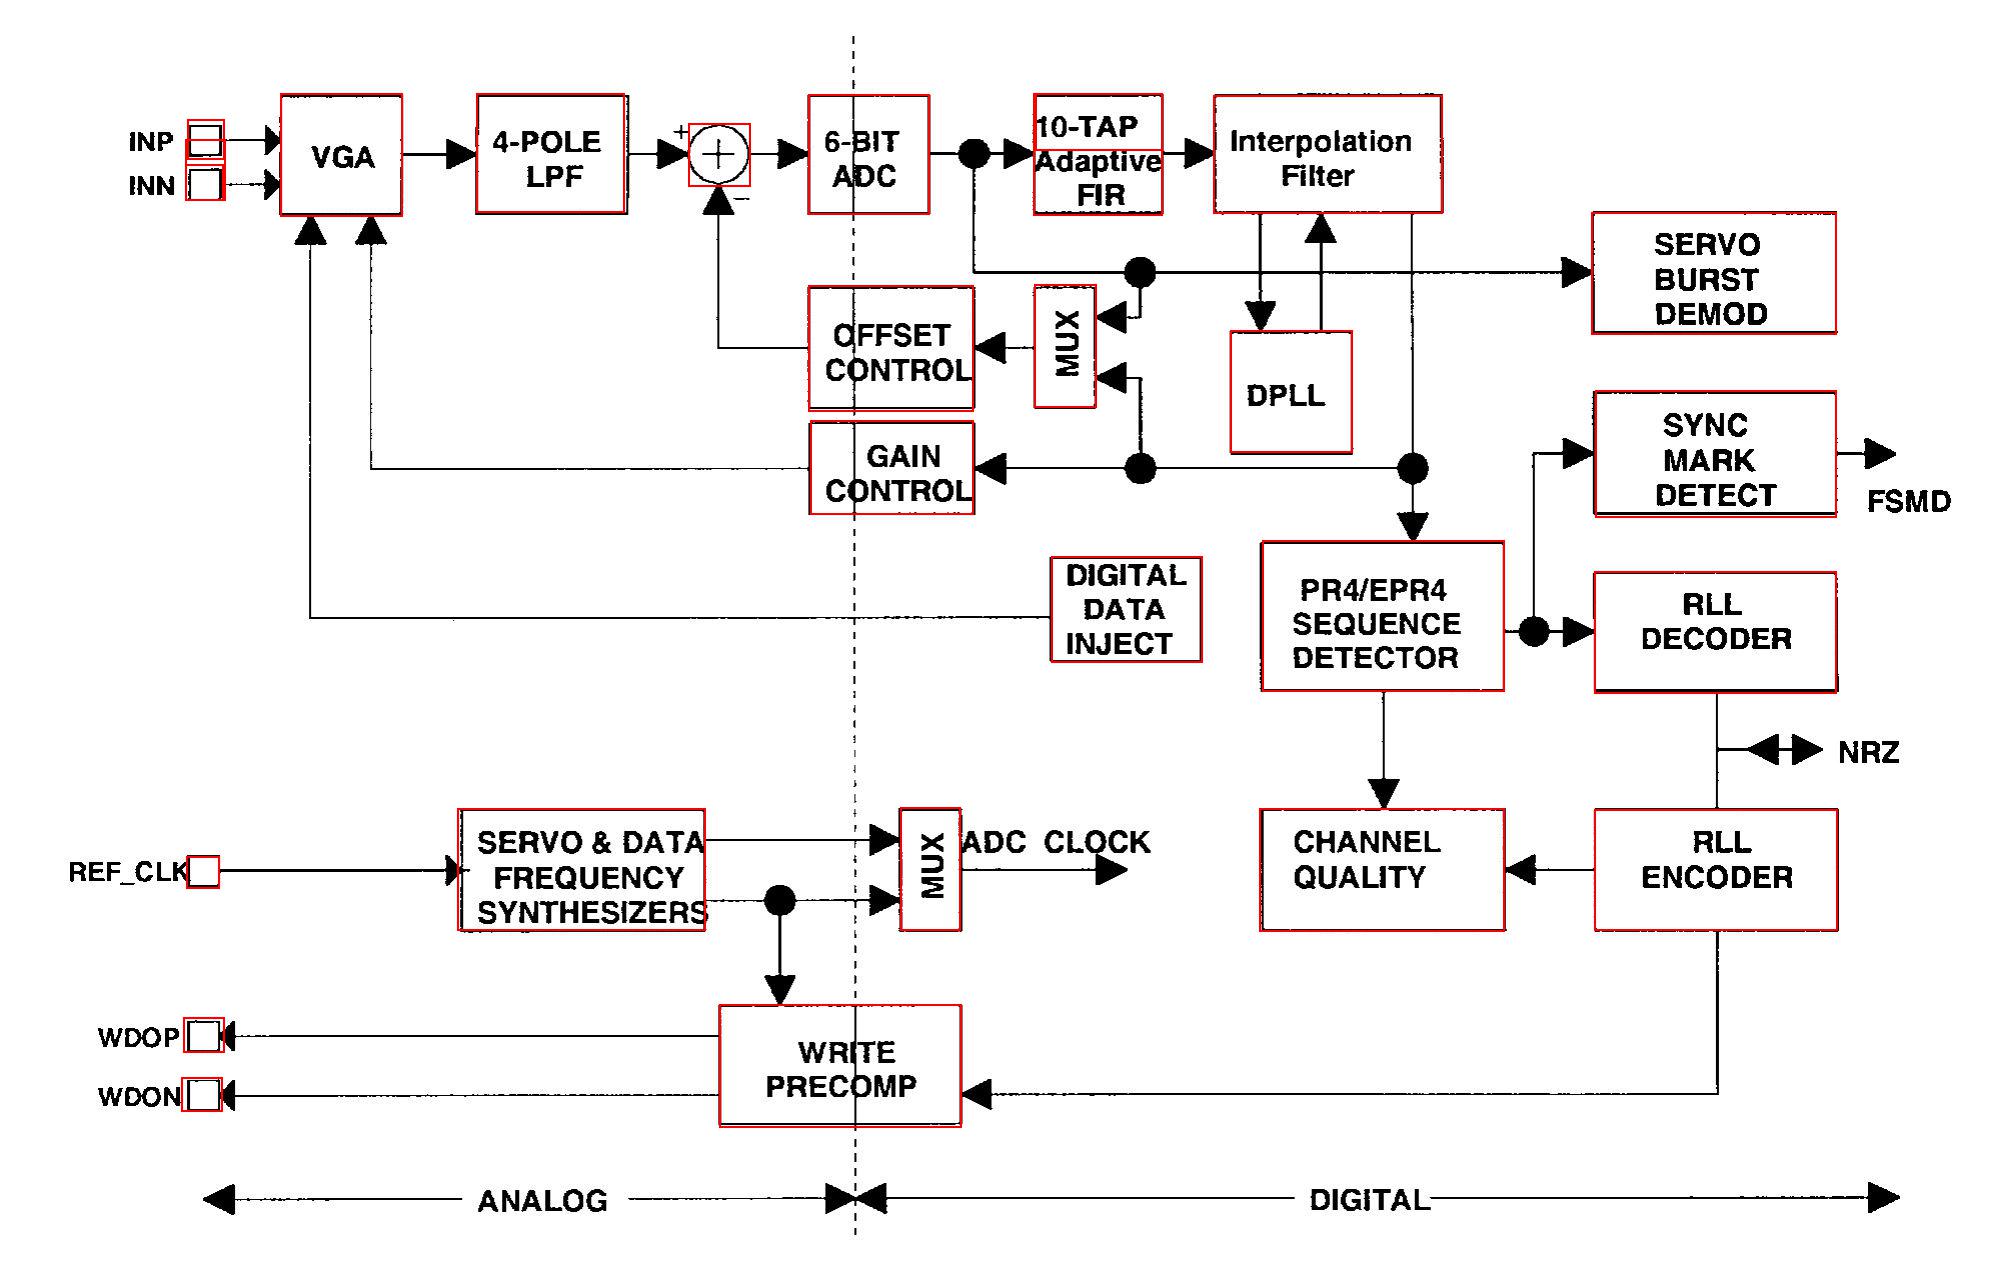 INP
INN
VGA
4-POLE
LPF
+
−
6-BIT
ADC
10-TAP
Adaptive
FIR
Interpolation
Filter
SERVO
BURST
DEMOD
OFFSET
CONTROL
MUX
DPLL
GAIN
CONTROL
SYNC
MARK
DETECT
FSMD
DIGITAL
DATA
INJECT
PR4/EPR4
SEQUENCE
DETECTOR
RLL
DECODER
NRZ
REF_CLK
SERVO & DATA
FREQUENCY
SYNTHESIZERS
MUX
ADC CLOCK
CHANNEL
QUALITY
RLL
ENCODER
WDOP
WDON
WRITE
PRECOMP
ANALOG
DIGITAL